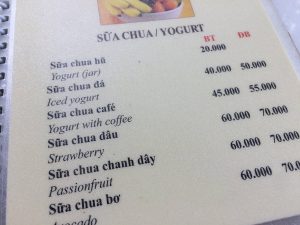 SỮA CHUA / YOGURT
BT ĐB
Sữa chua hũ 20.000
Yogurt (jar)
Sữa chua đá 40.000 50.000
Iced yogurt
Sữa chua café 45.000 55.000
Yogurt with coffee
Sữa chua dâu 60.000 70.000
Strawberry
Sữa chua chanh dây 60.000 70.000
Passionfruit
Sữa chua bơ 60.000 70.
Avocado